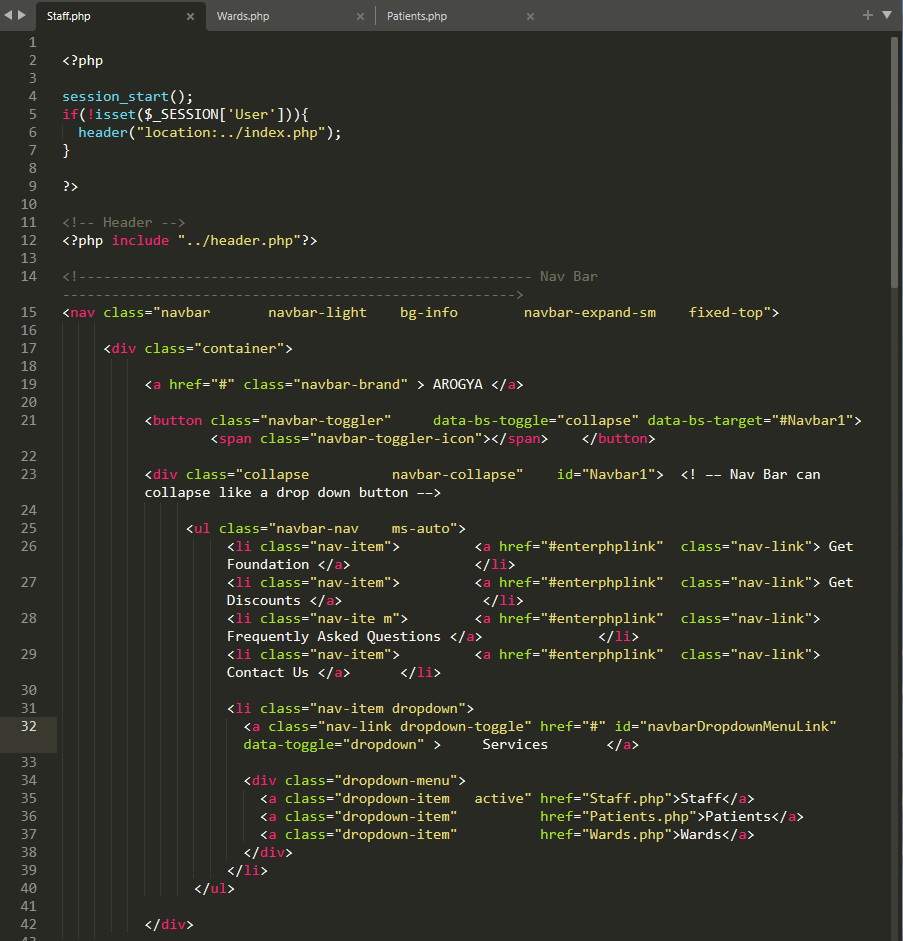 Staff.php × Wards.php × Patients.php × +
1
2 <?php
3
4 session_start();
5 if(!isset($_SESSION['User'])){
6 header("location:../index.php");
7 }
8
9 ?>
10
11 <!-- Header -->
12 <?php include "../header.php"?>
13
14 <!------------------------------------------------------- Nav Bar
------------------------------------------------------->
15 <nav class="navbar navbar-light bg-info navbar-expand-sm fixed-top">
16
17 <div class="container">
18
19 <a href="#" class="navbar-brand" > AROGYA </a>
20
21 <button class="navbar-toggler" data-bs-toggle="collapse" data-bs-target="#Navbar1">
<span class="navbar-toggler-icon"></span> </button>
22
23 <div class="collapse navbar-collapse" id="Navbar1"> <! -- Nav Bar can
collapse like a drop down button -->
24
25 <ul class="navbar-nav ms-auto">
26 <li class="nav-item"> <a href="#enterphplink" class="nav-link"> Get
Foundation </a> </li>
27 <li class="nav-item"> <a href="#enterphplink" class="nav-link"> Get
Discounts </a> </li>
28 <li class="nav-ite m"> <a href="#enterphplink" class="nav-link">
Frequently Asked Questions </a> </li>
29 <li class="nav-item"> <a href="#enterphplink" class="nav-link">
Contact Us </a> </li>
30
31 <li class="nav-item dropdown">
32 <a class="nav-link dropdown-toggle" href="#" id="navbarDropdownMenuLink"
data-toggle="dropdown" > Services </a>
33
34 <div class="dropdown-menu">
35 <a class="dropdown-item active" href="Staff.php">Staff</a>
36 <a class="dropdown-item" href="Patients.php">Patients</a>
37 <a class="dropdown-item" href="Wards.php">Wards</a>
38 </div>
39 </li>
40 </ul>
41
42 </div>